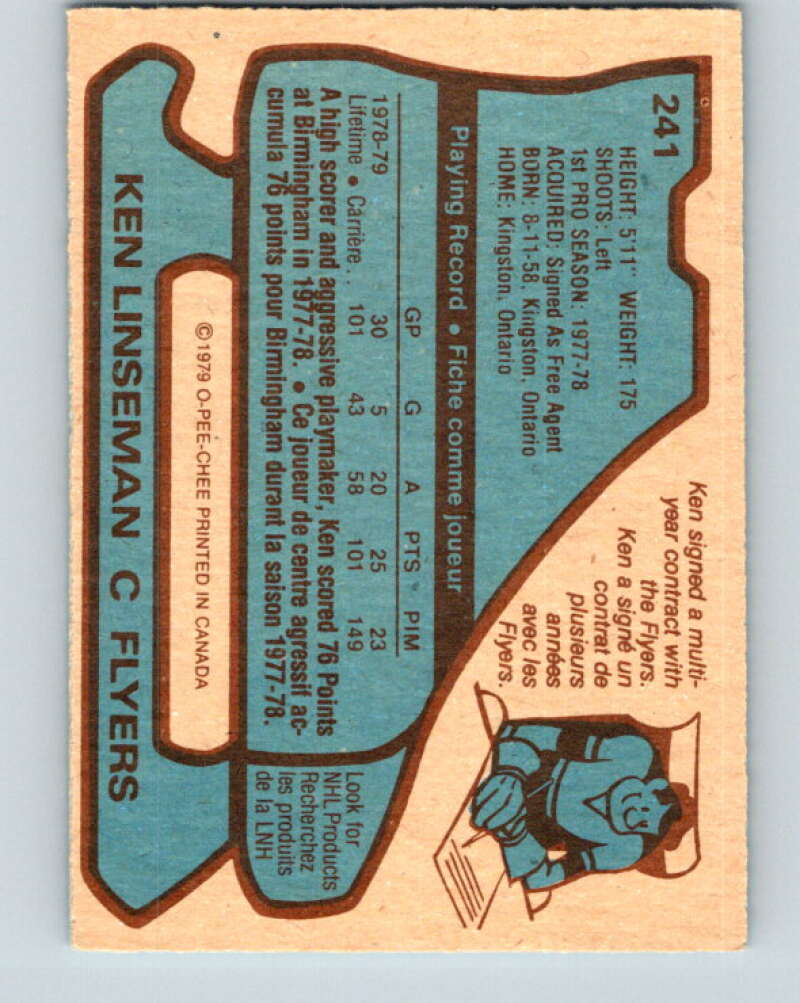 241
HEIGHT: 5'11" WEIGHT: 175
SHOOTS: Left
1st PRO SEASON: 1977-78
ACQUIRED: Signed As Free Agent
BORN: 8-11-58, Kingston, Ontario
HOME: Kingston, Ontario
Ken signed a multi-
year contract with
the Flyers.
Ken a signé un
contrat de
plusieurs
années
avec les
Flyers.
Playing Record • Fiche comme joueur
GP G A PTS PIM
1978-79 30 5 20 25 23
Lifetime • Carrière.. 101 43 58 101 149
A high scorer and aggressive playmaker, Ken scored 76 Points
at Birmingham in 1977-78. • Ce joueur de centre agressif ac-
cumula 76 points pour Birmingham durant la saison 1977-78.
Look for
NHL Products
Recherchez
les produits
de la LNH
©1979 O-PEE-CHEE PRINTED IN CANADA
KEN LINSEMAN C FLYERS